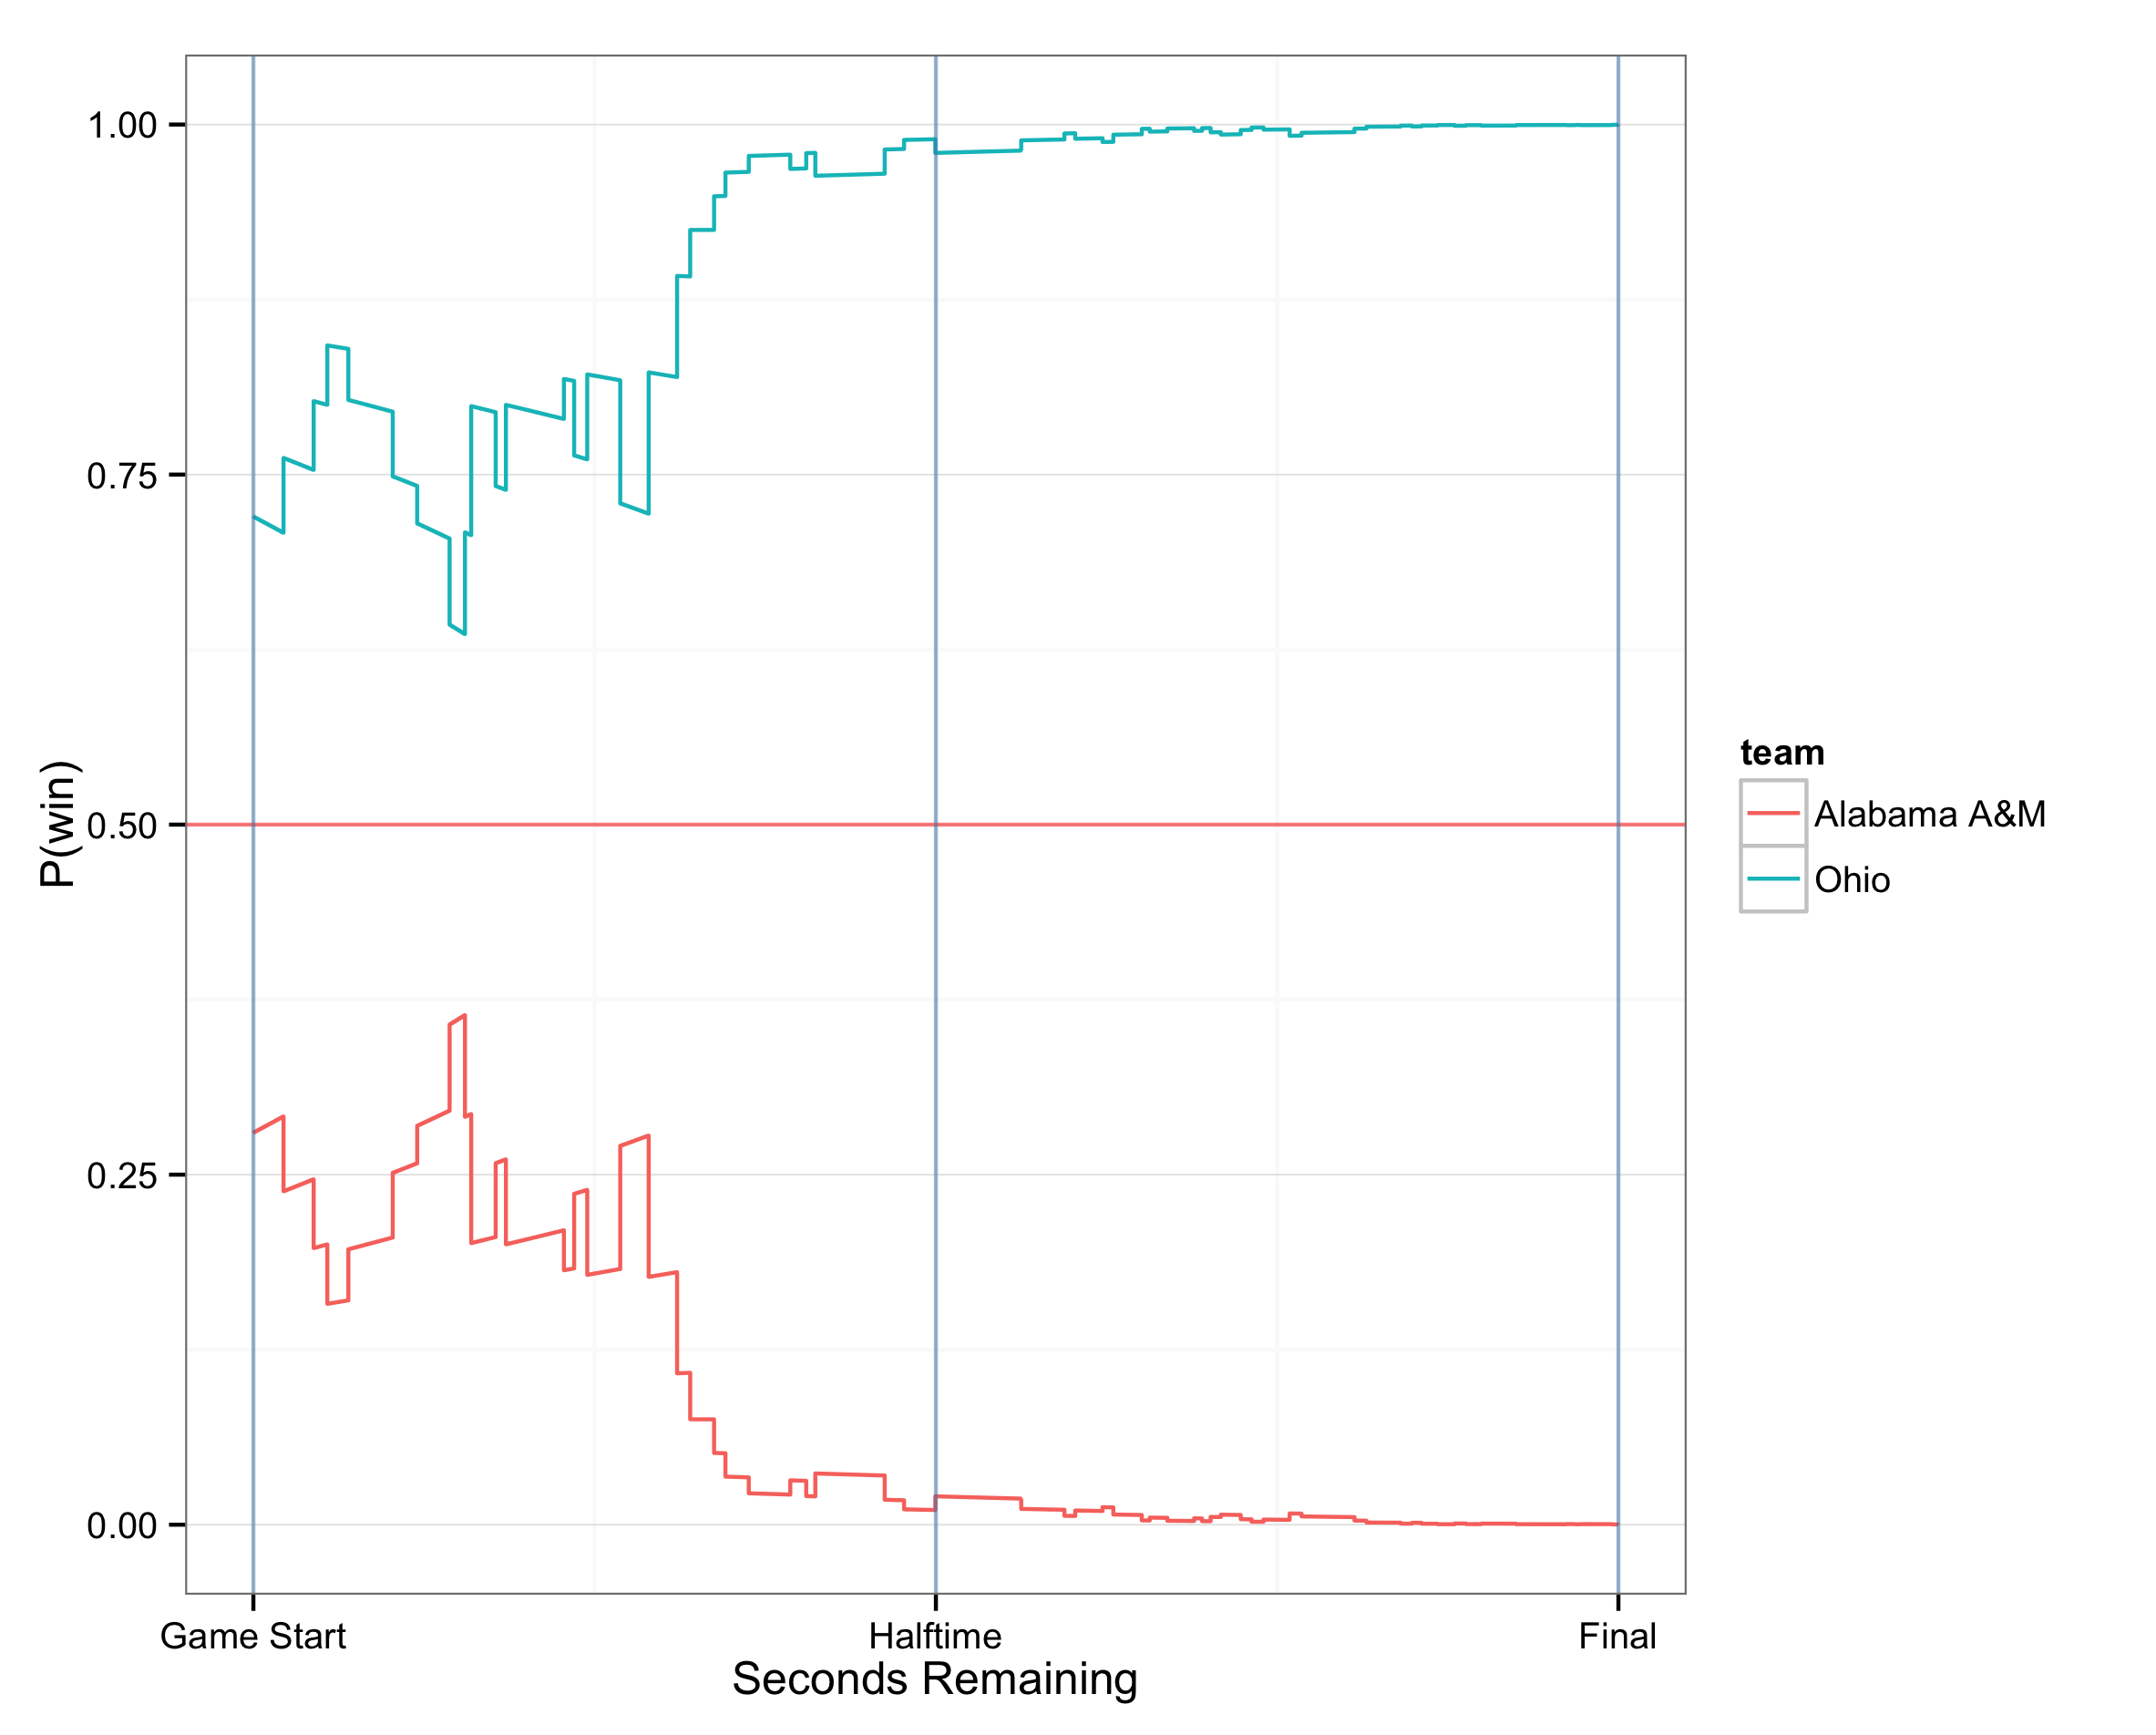 1.00
0.75
0.50
0.25
0.00
P(win)
Game Start
Halftime
Final
Seconds Remaining
team
Alabama A&M
Ohio